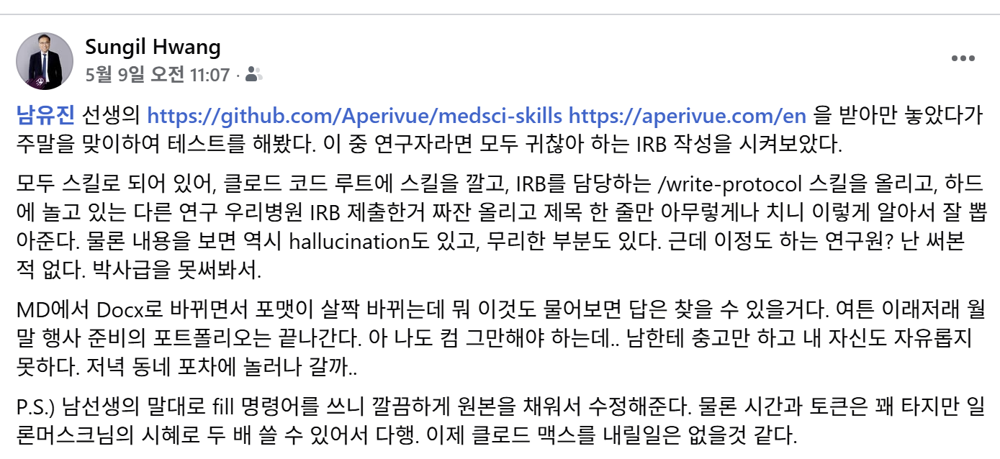 Sungil Hwang
5월 9일 오전 11:07 ·
남유진 선생의 https://github.com/Aperivue/medsci-skills https://aperivue.com/en 을 받아만 놓았다가
주말을 맞이하여 테스트를 해봤다. 이 중 연구자라면 모두 귀찮아 하는 IRB 작성을 시켜보았다.
모두 스킬로 되어 있어, 클로드 코드 루트에 스킬을 깔고, IRB를 담당하는 /write-protocol 스킬을 올리고, 하드
에 놀고 있는 다른 연구 우리병원 IRB 제출한거 짜잔 올리고 제목 한 줄만 아무렇게나 치니 이렇게 알아서 잘 뽑
아준다. 물론 내용을 보면 역시 hallucination도 있고, 무리한 부분도 있다. 근데 이정도 하는 연구원? 난 써본
적 없다. 박사급을 못써봐서.
MD에서 Docx로 바뀌면서 포맷이 살짝 바뀌는데 뭐 이것도 물어보면 답은 찾을 수 있을거다. 여튼 이래저래 월
말 행사 준비의 포트폴리오는 끝나간다. 아 나도 컴 그만해야 하는데.. 남한테 충고만 하고 내 자신도 자유롭지
못하다. 저녁 동네 포차에 놀러나 갈까..
P.S.) 남선생의 말대로 fill 명령어를 쓰니 깔끔하게 원본을 채워서 수정해준다. 물론 시간과 토큰은 꽤 타지만 일
론머스크님의 시혜로 두 배 쓸 수 있어서 다행. 이제 클로드 맥스를 내릴일은 없을것 같다.